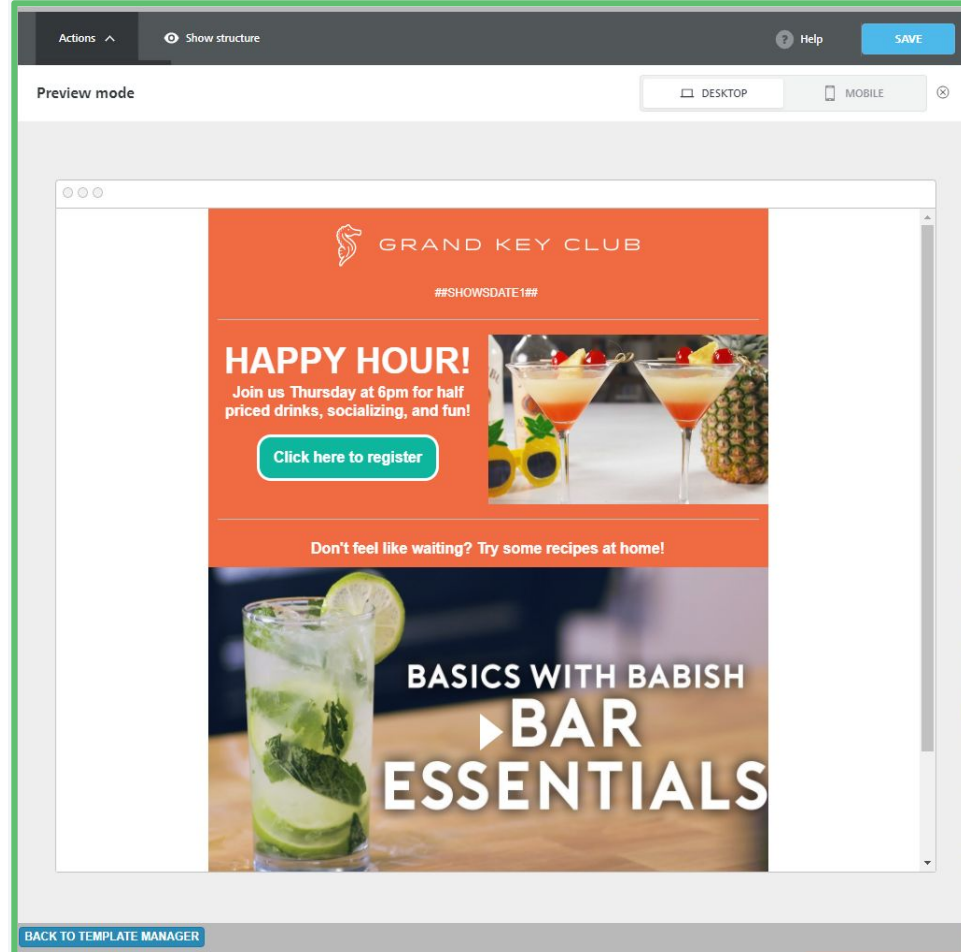 Actions
Show structure
? Help
SAVE
Preview mode
DESKTOP
MOBILE
GRAND KEY CLUB
##SHOWSDATE1##
HAPPY HOUR!
Join us Thursday at 6pm for half
priced drinks, socializing, and fun!
Click here to register
Don't feel like waiting? Try some recipes at home!
BASICS WITH BABISH
BAR
ESSENTIALS
BACK TO TEMPLATE MANAGER